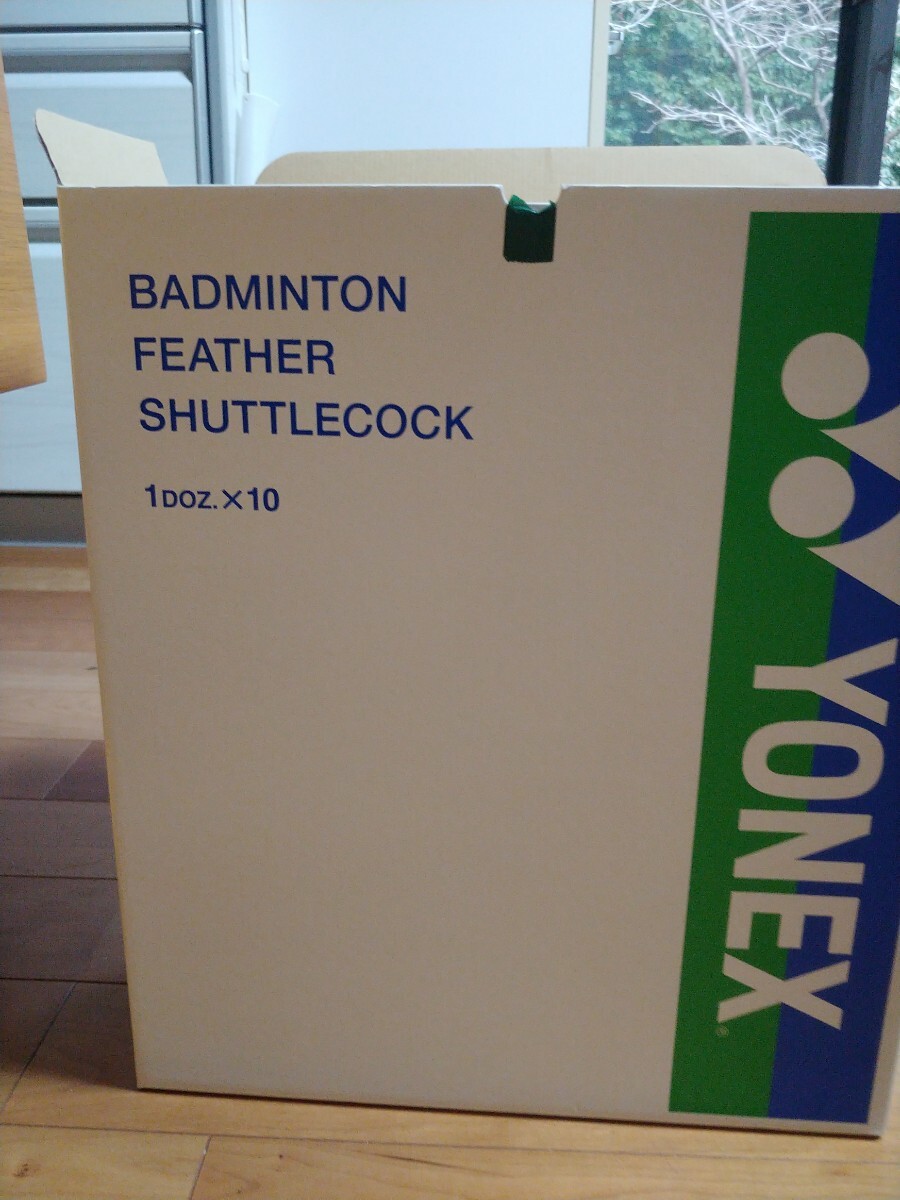 BADMINTON
FEATHER
SHUTTLECOCK
1DOZ.×10
YONEX®